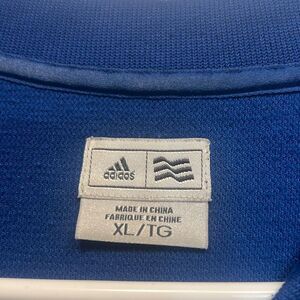 adidas
MADE IN CHINA
FABRIQUÉ EN CHINE
XL/TG